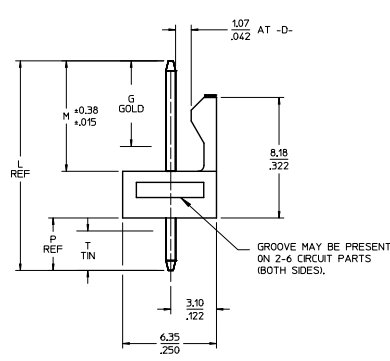 1.07
.042 AT -D-
M ±0.38
±.015
G
GOLD
L
REF
8.18
.322
P
REF
T
TIN
GROOVE MAY BE PRESENT
ON 2-6 CIRCUIT PARTS
(BOTH SIDES).
3.10
.122
6.35
.250